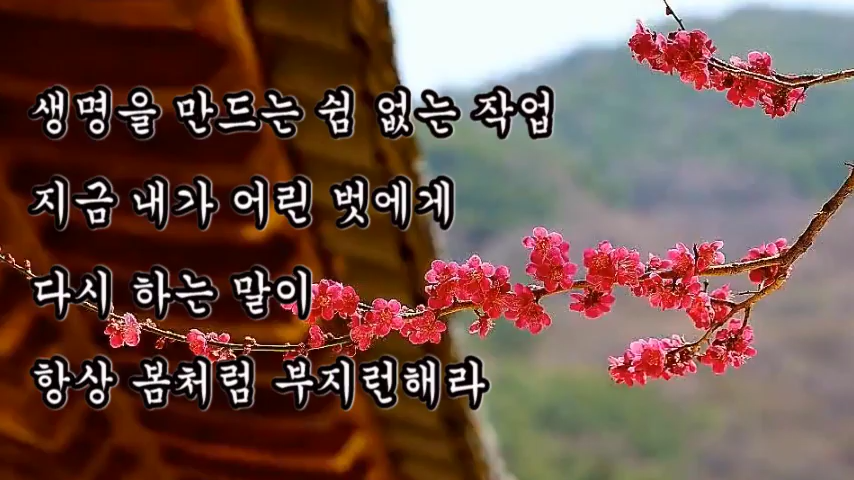 생명을 만드는 쉼 없는 작업
지금 내가 어린 벗에게
다시 하는 말이
항상 봄처럼 부지런해라